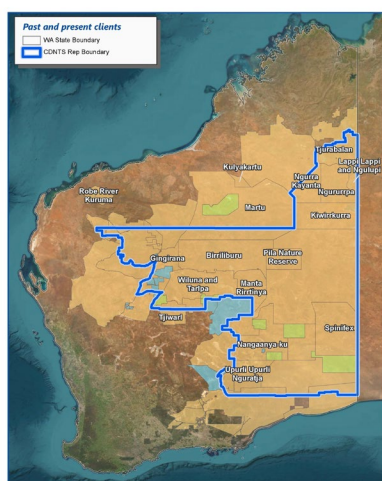 Past and present clients
WA State Boundary
CDNTS Rep Boundary
Tjurabalan
Lappi Lappi
and Ngulupi
Kulyakartu
Ngurra
Kayanta
Ngururrpa
Robe River
Kuruma
Martu
Kiwirrkurra
Gingirana
Birriliburu
Pila Nature
Reserve
Wiluna and
Tarlpa
Manta
Rirrtinya
Tjiwarl
Spinifex
Nangaanya-ku
Upurli Upurli
Nguratja